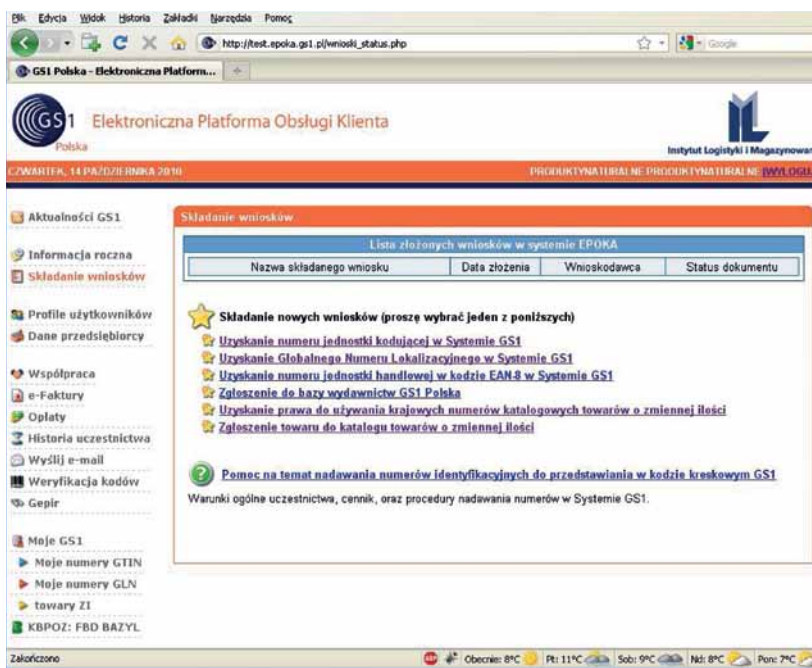 Plik Edycja Widok Historia Zakładki Narzędzia Pomoc
http://test.epoka.gs1.pl/wnioski_status.php
Google
GS1 Polska - Elektroniczna Platform...
GS1
Polska
Elektroniczna Platforma Obsługi Klienta
Instytut Logistyki i Magazynowan
CZWARTEK, 14 PAŹDZIERNIKA 2010
PRODUKTYNATURALNE PRODUKTYNATURALNE [WYLOGUJ
Aktualności GS1
Informacja roczna
Składanie wniosków
Profile użytkowników
Dane przedsiębiorcy
Współpraca
e-Faktury
Opłaty
Historia uczestnictwa
Wyślij e-mail
Weryfikacja kodów
Gepir
Moje GS1
Moje numery GTIN
Moje numery GLN
towary ZI
KBPOZ: FBD BAZYL
Składanie wniosków
Lista złożonych wniosków w systemie EPOKA
Nazwa składanego wniosku Data złożenia Wnioskodawca Status dokumentu
Składanie nowych wniosków (proszę wybrać jeden z poniższych)
Uzyskanie numeru jednostki kodującej w Systemie GS1
Uzyskanie Globalnego Numeru Lokalizacyjnego w Systemie GS1
Uzyskanie numeru jednostki handlowej w kodzie EAN-8 w Systemie GS1
Zgłoszenie do bazy wydawnictw GS1 Polska
Uzyskanie prawa do używania krajowych numerów katalogowych towarów o zmiennej ilości
Zgłoszenie towaru do katalogu towarów o zmiennej ilości
Pomoc na temat nadawania numerów identyfikacyjnych do przedstawiania w kodzie kreskowym GS1
Warunki ogólne uczestnictwa, cennik, oraz procedury nadawania numerów w Systemie GS1.
Zakończono
ABP
Obecnie: 8°C Pt: 11°C Sob: 9°C Nd: 8°C Pon: 7°C